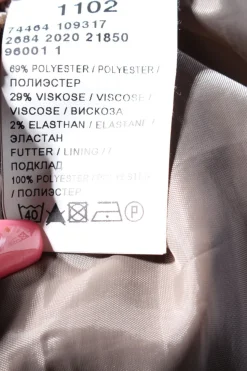 1102
74464 109317
2684 2020 21850
96001 1
69% POLYESTER / POLYESTER /
ПОЛИЭСТЕР
29% VISKOSE / VISCOSE /
VISCOSE / ВИСКОЗА
2% ELASTHAN / ELASTANE /
ЭЛАСТАН
FUTTER / LINING /
ПОДКЛАД
100% POLYESTER / POLYESTER
/ ПОЛИЭСТЕР
40 P